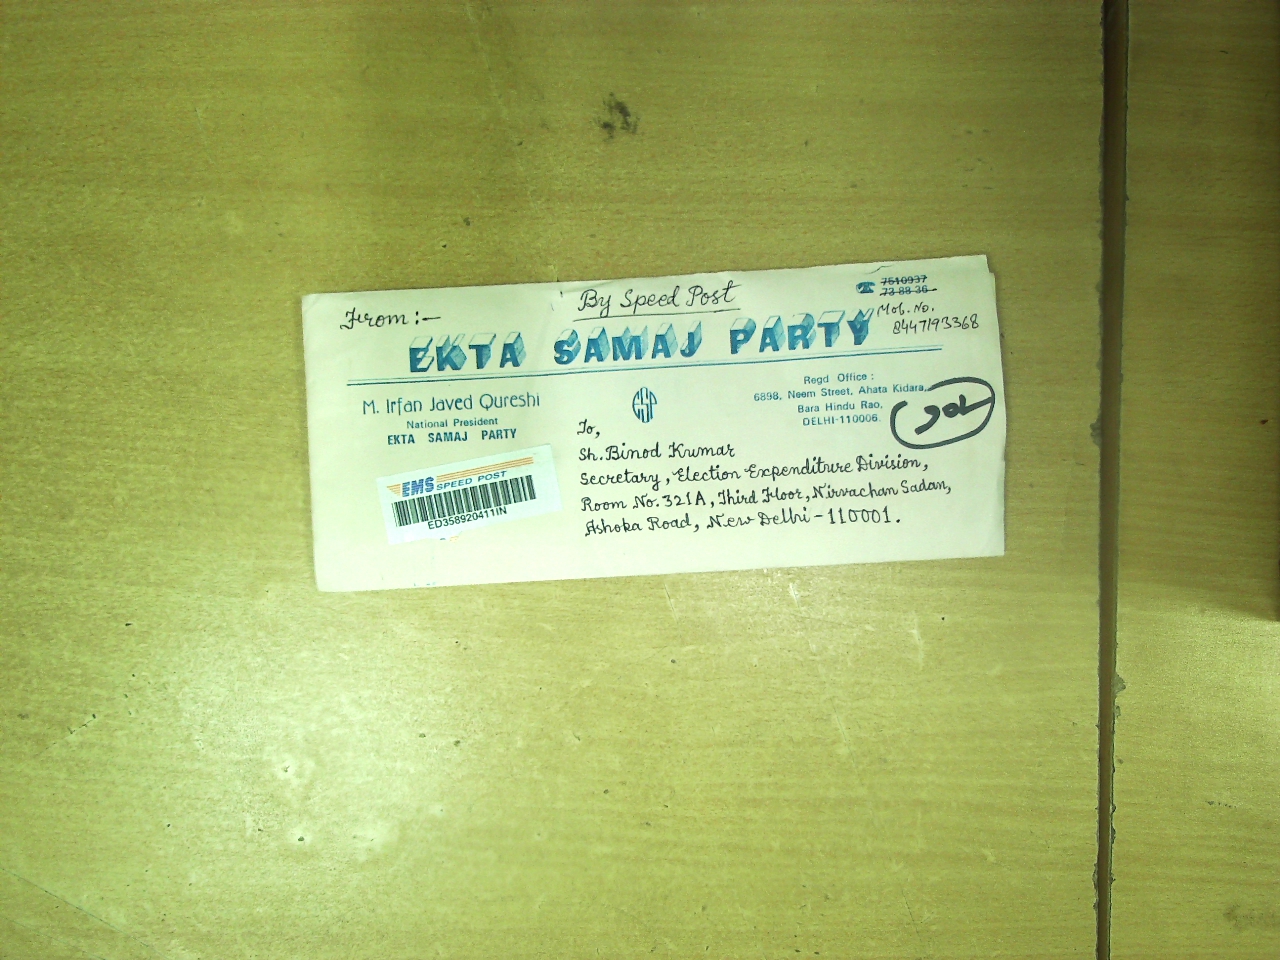 By Speed Post
From:-
7510937
73 88 36
Mob. No.
8447193368
EKTA SAMAJ PARTY
M. Irfan Javed Qureshi
National President
EKTA SAMAJ PARTY
ESP
Regd Office :
6898, Neem Street, Ahata Kidara,
Bara Hindu Rao,
DELHI-110006.
To,
Sh. Binod Kumar
Secretary, Election Expenditure Division,
Room No. 321A, Third Floor, Nirvachan Sadan,
Ashoka Road, New Delhi - 110001.
EMS SPEED POST
ED358920411IN